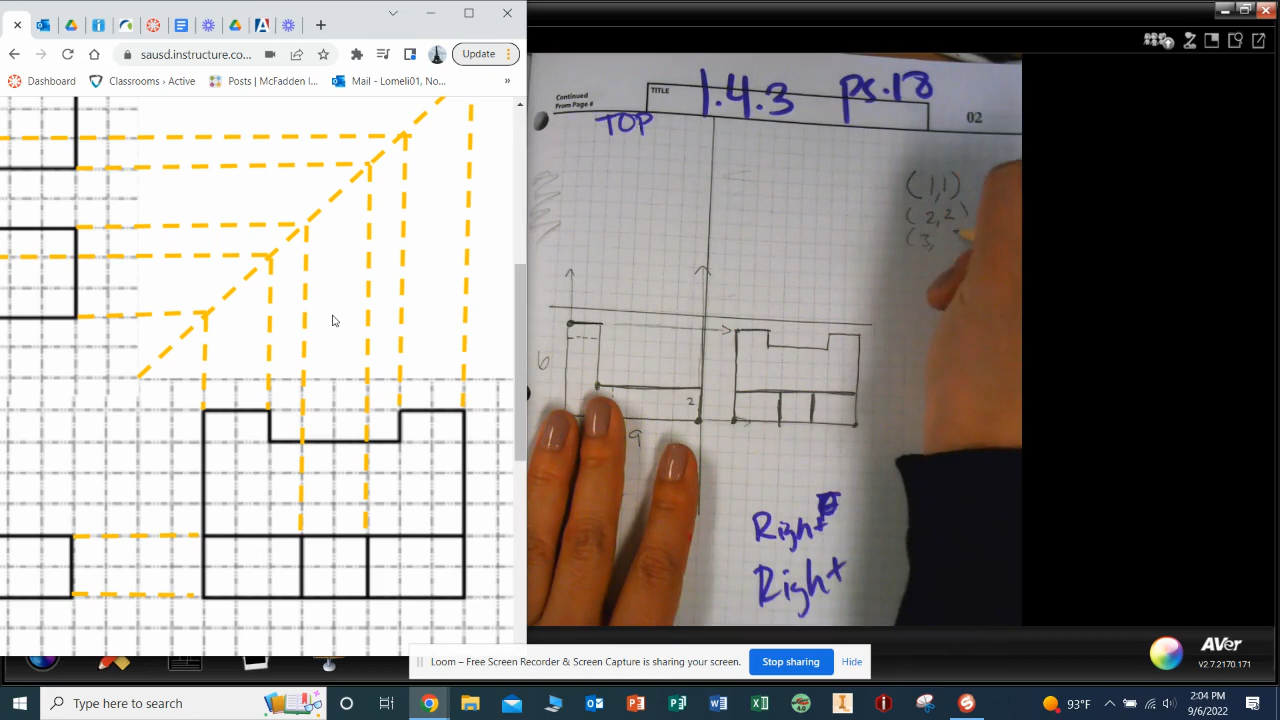 sausd.instructure.co...
Update
Dashboard
Classrooms › Active
Posts | McFadden I...
Mail - Lomeli01, No...
»
Continued
From Page #
TITLE
1.4.3 pg.18
02
TOP
(1,1)
(2,2)
(3,
6
2
9
Right
Right
Loom – Free Screen Recorder & Screen Capture is sharing your screen.
Stop sharing
Hide
AVer
v2.7.2170.171
Type here to search
93°F
2:04 PM
9/6/2022